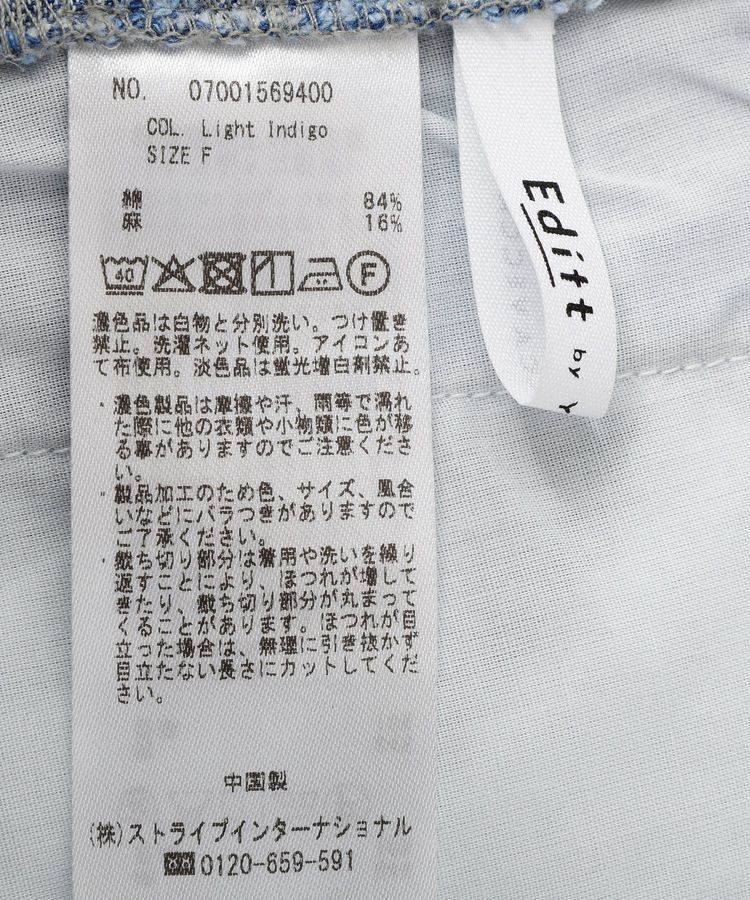 NO. 07001569400
COL. Light Indigo
SIZE F
綿 84%
麻 16%
40
F
濃色品は白物と分別洗い。つけ置き
禁止。洗濯ネット使用。アイロンあ
て布使用。淡色品は蛍光増白剤禁止。
・濃色製品は摩擦や汗、雨等で濡れ
た際に他の衣類や小物類に色が移
る事がありますのでご注意くださ
い。
・製品加工のため色、サイズ、風合
いなどにバラつきがありますので
ご了承ください。
・裁ち切り部分は着用や洗いを繰り
返すことにより、ほつれが増して
きたり、裁ち切り部分が丸まって
くることがあります。ほつれが目
立った場合は、無理に引き抜かず
目立たない長さにカットしてくだ
さい。
中国製
(株)ストライプインターナショナル
0120-659-591
Editt by Y